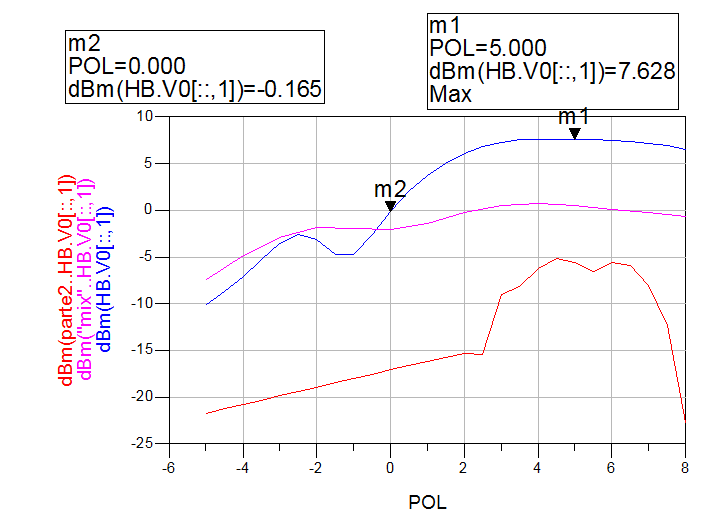 m2
POL=0.000
dBm(HB.V0[::,1])=-0.165
m1
POL=5.000
dBm(HB.V0[::,1])=7.628
Max
m1
m2
dBm(parte2..HB.V0[::,1])
dBm("mix"..HB.V0[::,1])
dBm(HB.V0[::,1])
10
5
0
-5
-10
-15
-20
-25
-6 -4 -2 0 2 4 6 8
POL